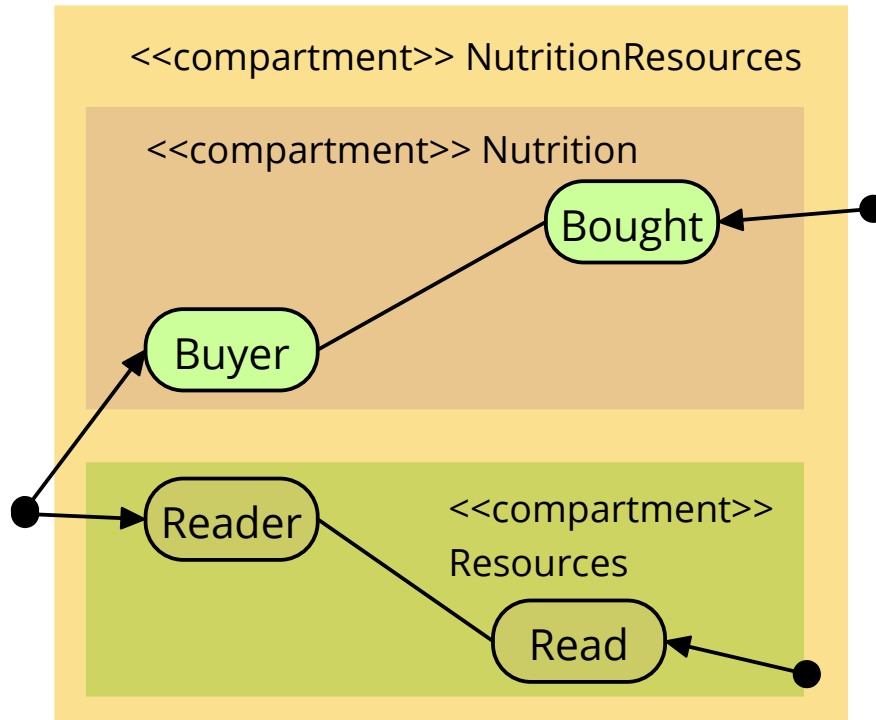 <<compartment>> NutritionResources
<<compartment>> Nutrition
Bought
Buyer
Reader
<<compartment>>
Resources
Read